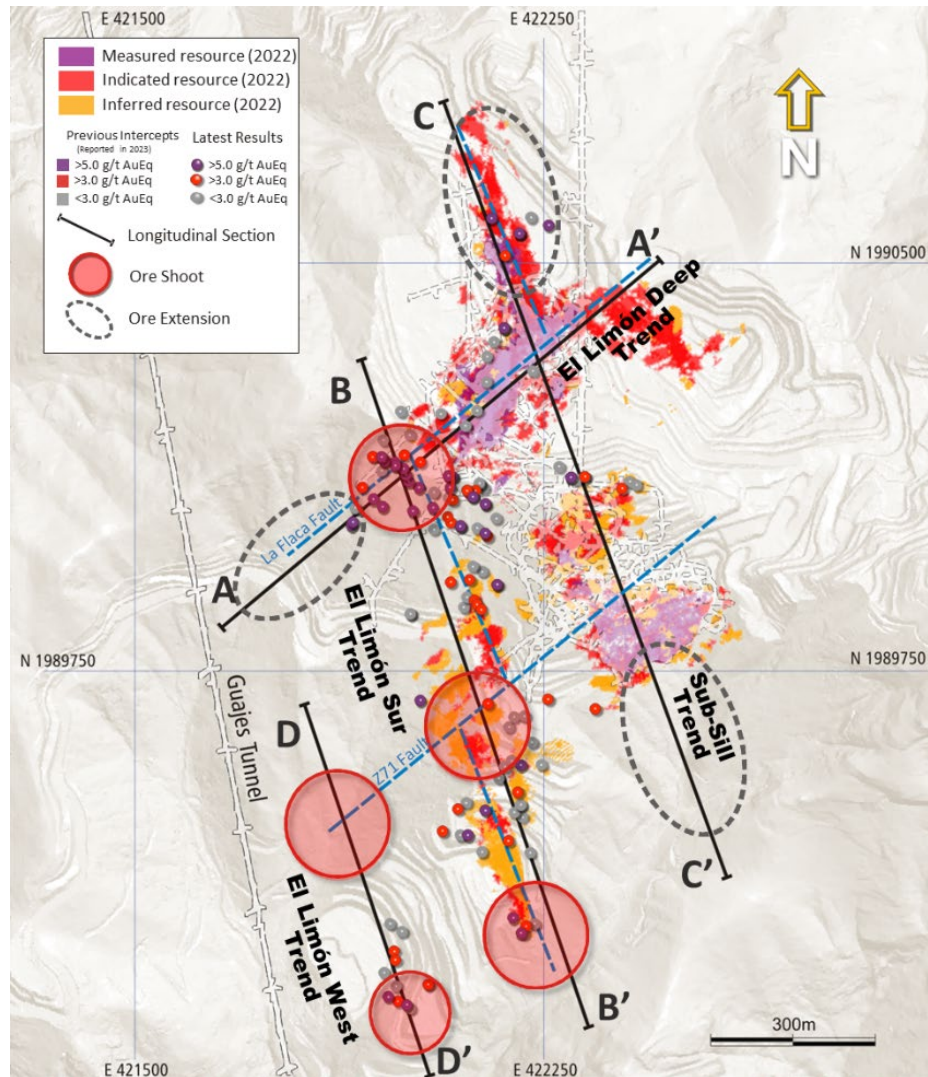 E 421500
E 422250
Measured resource (2022)
Indicated resource (2022)
Inferred resource (2022)
Previous Intercepts
(Reported in 2023)
Latest Results
>5.0 g/t AuEq
>5.0 g/t AuEq
>3.0 g/t AuEq
>3.0 g/t AuEq
<3.0 g/t AuEq
<3.0 g/t AuEq
Longitudinal Section
Ore Shoot
Ore Extension
N
C
A’
N 1990500
El Limón Deep
Trend
B
La Flaca Fault
A
El Limón Sur
Trend
N 1989750
N 1989750
Guajes Tunnel
Sub-Sill
Trend
D
Z71 Fault
C’
El Limón West
Trend
B’
D’
300m
E 421500
E 422250